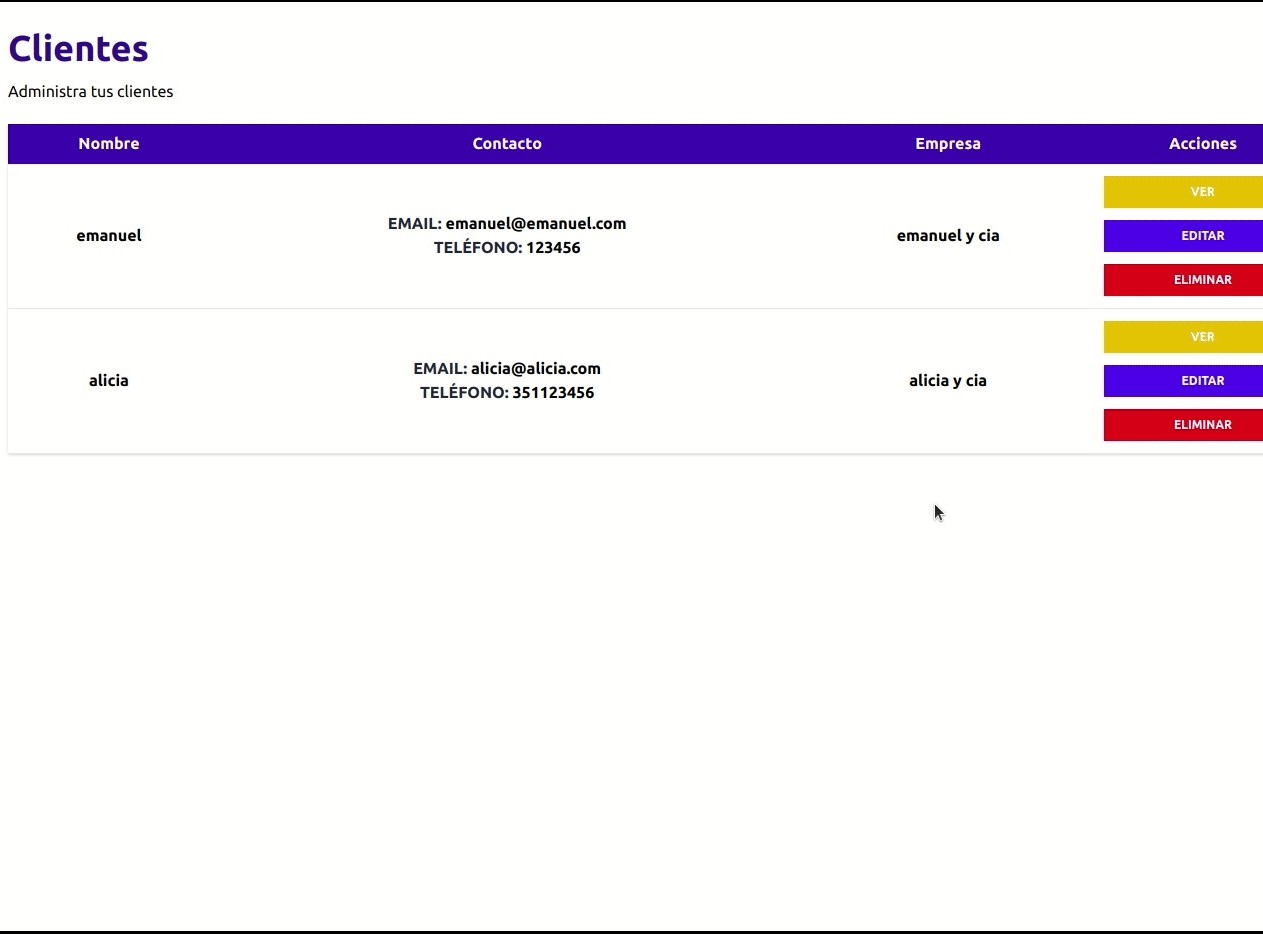 Clientes
Administra tus clientes
Nombre Contacto Empresa Acciones
emanuel
EMAIL: emanuel@emanuel.com
TELÉFONO: 123456
emanuel y cia
VER
EDITAR
ELIMINAR
alicia
EMAIL: alicia@alicia.com
TELÉFONO: 351123456
alicia y cia
VER
EDITAR
ELIMINAR